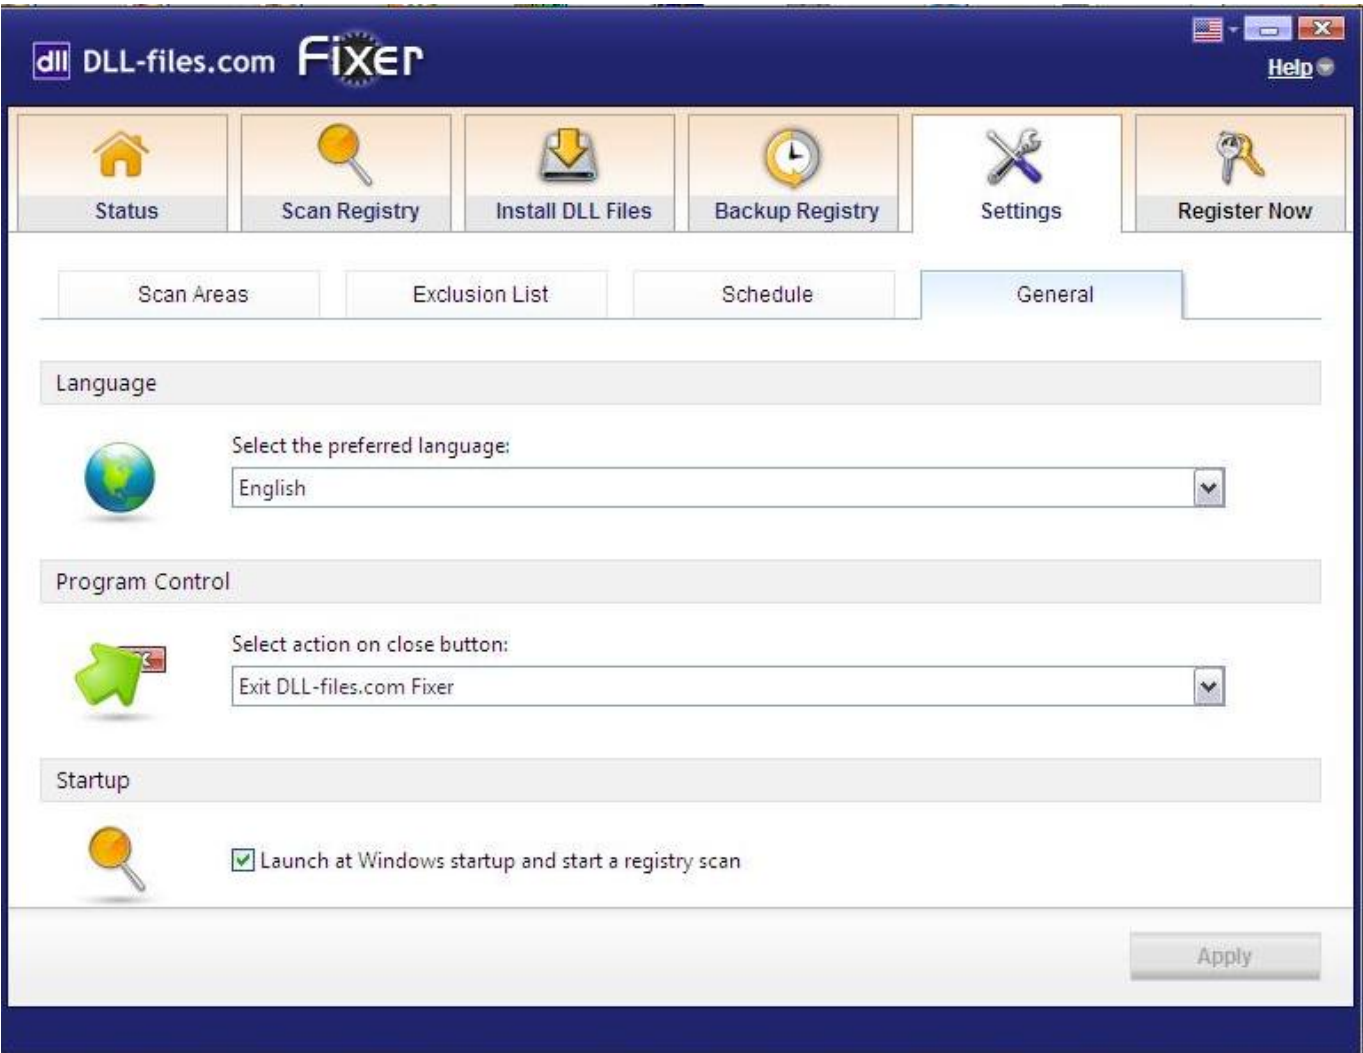 dll DLL-files.com Fixer
Help
Status
Scan Registry
Install DLL Files
Backup Registry
Settings
Register Now
Scan Areas
Exclusion List
Schedule
General
Language
Select the preferred language:
English
Program Control
Select action on close button:
Exit DLL-files.com Fixer
Startup
Launch at Windows startup and start a registry scan
Apply